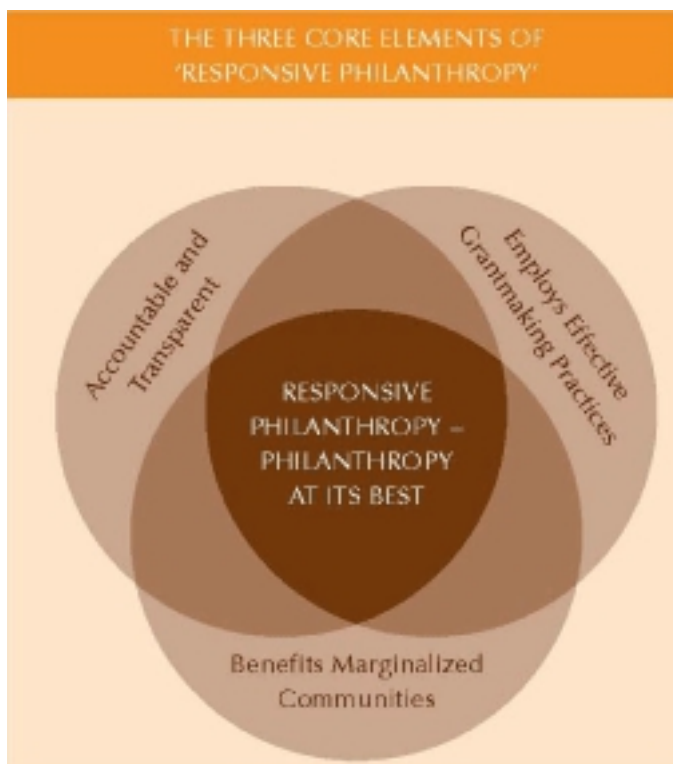 THE THREE CORE ELEMENTS OF
'RESPONSIVE PHILANTHROPY'
Accountable and
Transparent
Employs Effective
Grantmaking Practices
RESPONSIVE
PHILANTHROPY –
PHILANTHROPY
AT ITS BEST
Benefits Marginalized
Communities